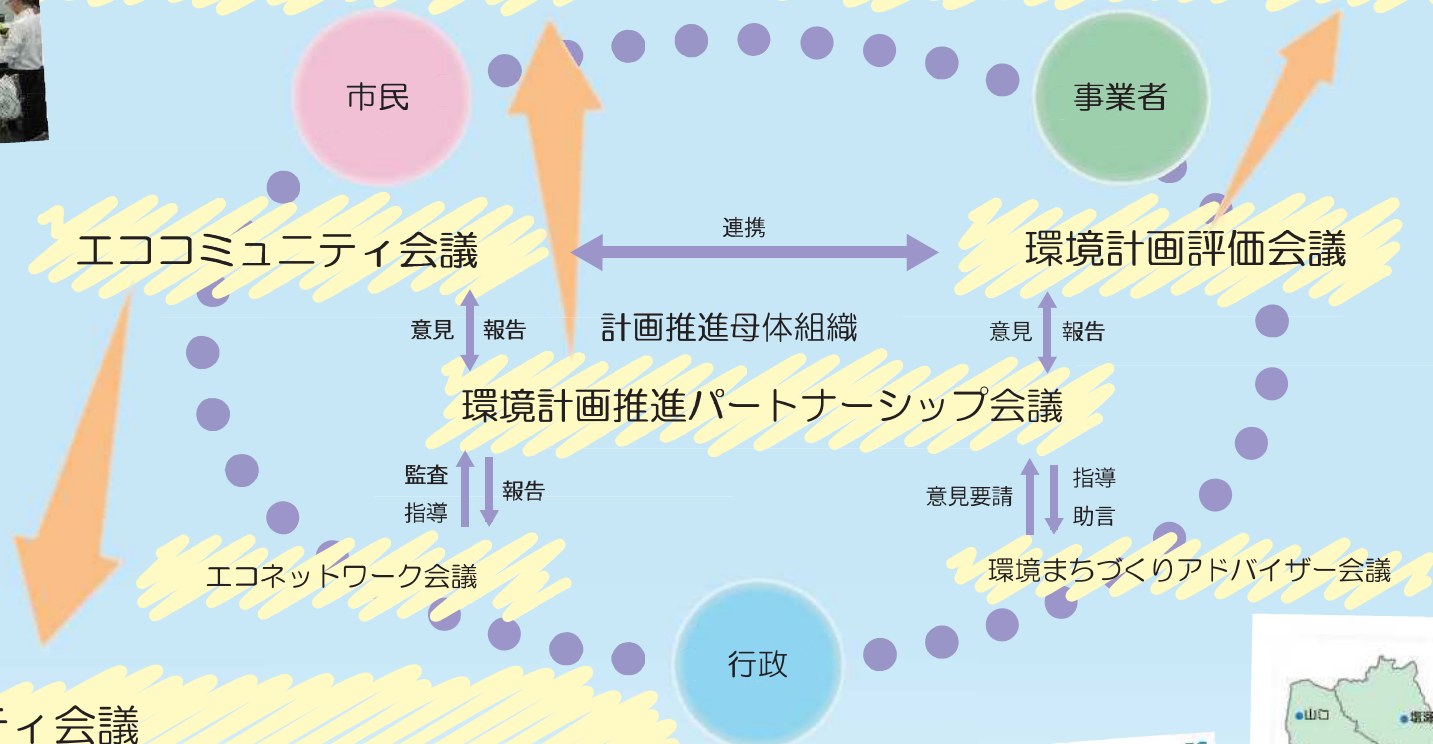 市民
事業者
エココミュニティ会議
連携
環境計画評価会議
意見
報告
計画推進母体組織
意見
報告
環境計画推進パートナーシップ会議
監査
指導
報告
意見要請
指導
助言
エコネットワーク会議
環境まちづくりアドバイザー会議
行政
ティ会議
山口
塩瀬